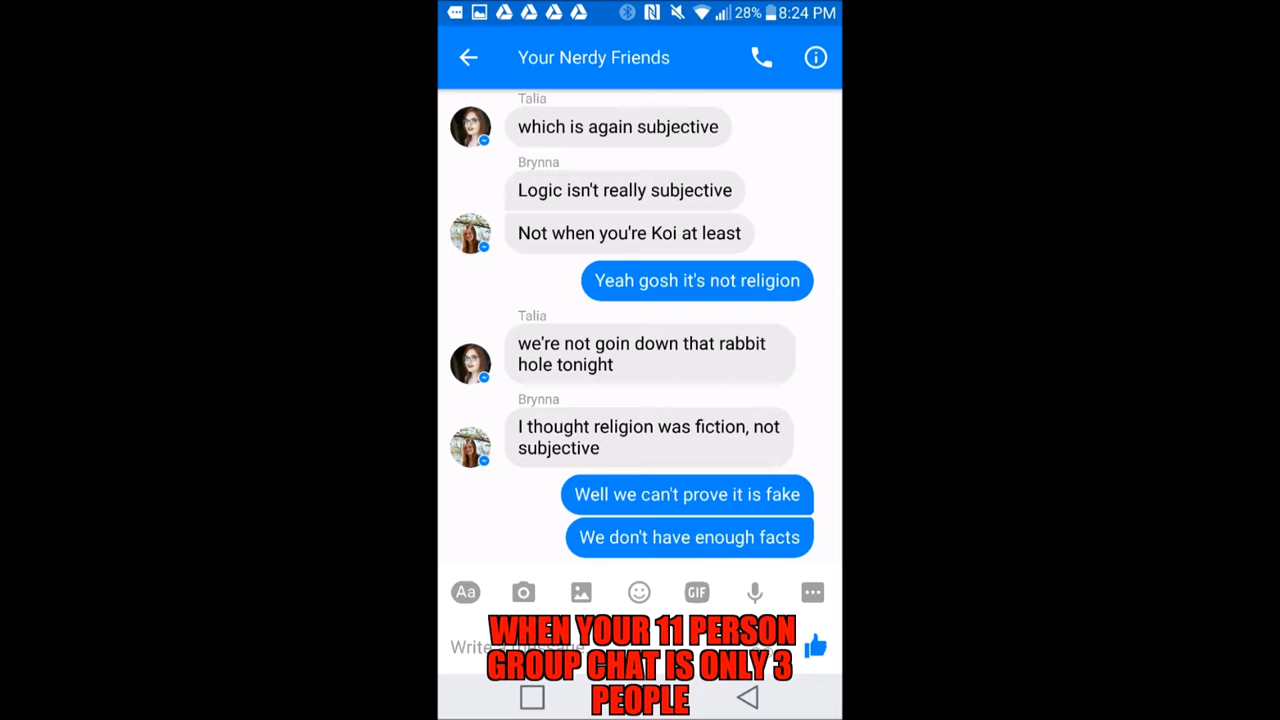 28% 8:24 PM
Your Nerdy Friends
Talia
which is again subjective
Brynna
Logic isn't really subjective
Not when you're Koi at least
Yeah gosh it's not religion
Talia
we're not goin down that rabbit
hole tonight
Brynna
I thought religion was fiction, not
subjective
Well we can't prove it is fake
We don't have enough facts
Aa
GIF
Write a message...
WHEN YOUR 11 PERSON
GROUP CHAT IS ONLY 3
PEOPLE